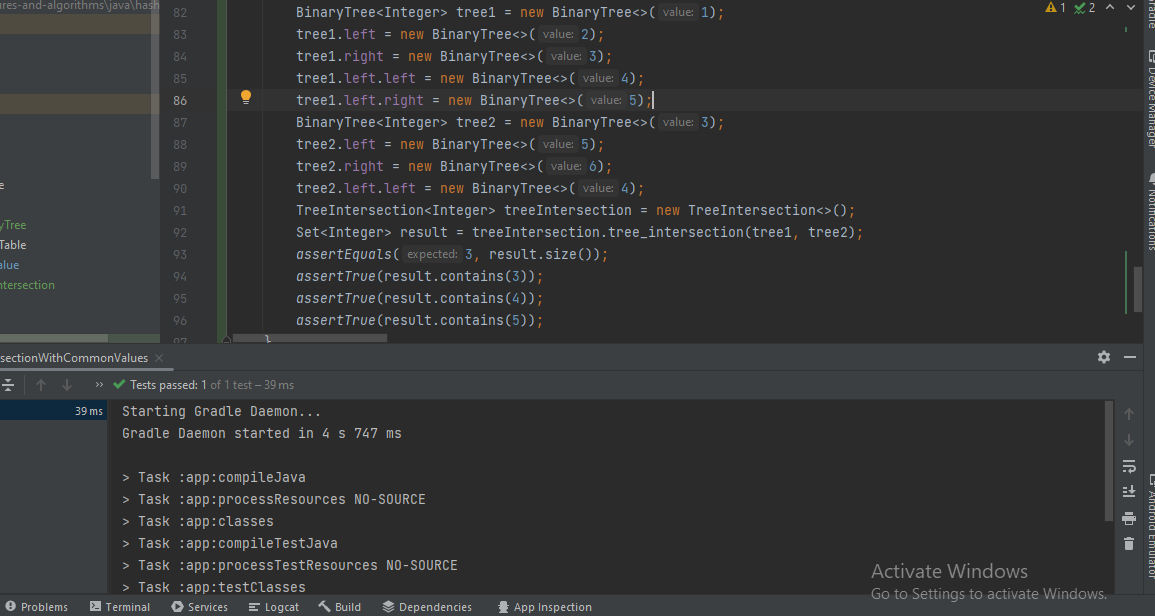 ures-and-algorithms\java\hash
82 BinaryTree<Integer> tree1 = new BinaryTree<>( value: 1);
83 tree1.left = new BinaryTree<>( value: 2);
84 tree1.right = new BinaryTree<>( value: 3);
85 tree1.left.left = new BinaryTree<>( value: 4);
86 tree1.left.right = new BinaryTree<>( value: 5);
87 BinaryTree<Integer> tree2 = new BinaryTree<>( value: 3);
88 tree2.left = new BinaryTree<>( value: 5);
89 tree2.right = new BinaryTree<>( value: 6);
90 tree2.left.left = new BinaryTree<>( value: 4);
91 TreeIntersection<Integer> treeIntersection = new TreeIntersection<>();
92 Set<Integer> result = treeIntersection.tree_intersection(tree1, tree2);
93 assertEquals( expected: 3, result.size());
94 assertTrue(result.contains(3));
95 assertTrue(result.contains(4));
96 assertTrue(result.contains(5));
97 }
1 2
e
yTree
Table
alue
ntersection
Gradle
Device Manager
Notifications
Android Emulator
sectionWithCommonValues
Tests passed: 1 of 1 test – 39 ms
39 ms
Starting Gradle Daemon...
Gradle Daemon started in 4 s 747 ms
> Task :app:compileJava
> Task :app:processResources NO-SOURCE
> Task :app:classes
> Task :app:compileTestJava
> Task :app:processTestResources NO-SOURCE
> Task :app:testClasses
Activate Windows
Go to Settings to activate Windows.
Problems Terminal Services Logcat Build Dependencies App Inspection